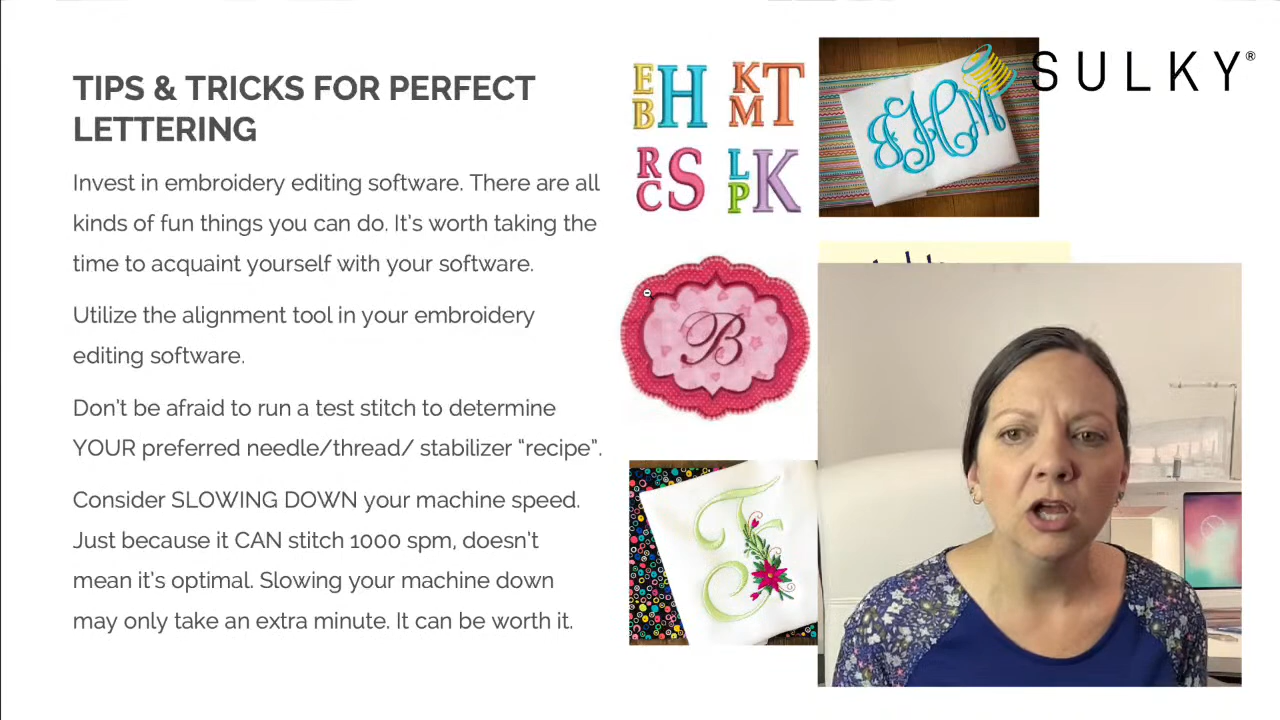 TIPS & TRICKS FOR PERFECT
LETTERING
Invest in embroidery editing software. There are all
kinds of fun things you can do. It's worth taking the
time to acquaint yourself with your software.
Utilize the alignment tool in your embroidery
editing software.
Don't be afraid to run a test stitch to determine
YOUR preferred needle/thread/ stabilizer “recipe”.
Consider SLOWING DOWN your machine speed.
Just because it CAN stitch 1000 spm, doesn't
mean it's optimal. Slowing your machine down
may only take an extra minute. It can be worth it.
E
B H
K
M T
R
C S
L
P K
SULKY®
B
F